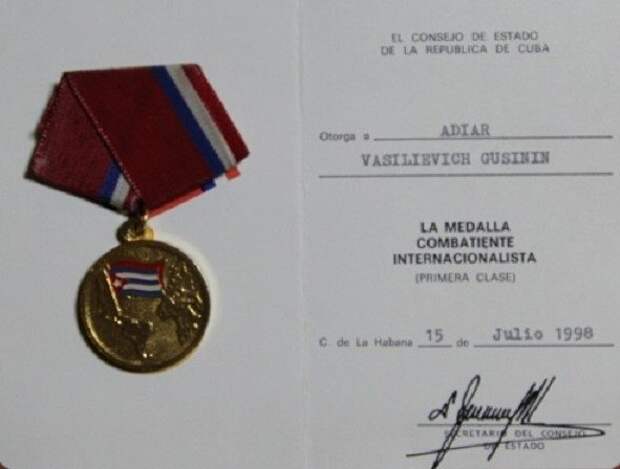 EL CONSEJO DE ESTADO
DE LA REPUBLICA DE CUBA
Otorga a ADIAR
VASILIEVICH GUSININ
LA MEDALLA
COMBATIENTE
INTERNACIONALISTA
(PRIMERA CLASE)
C. de La Habana 15 de Julio 1998
SECRETARIO DEL CONSEJO
DE ESTADO